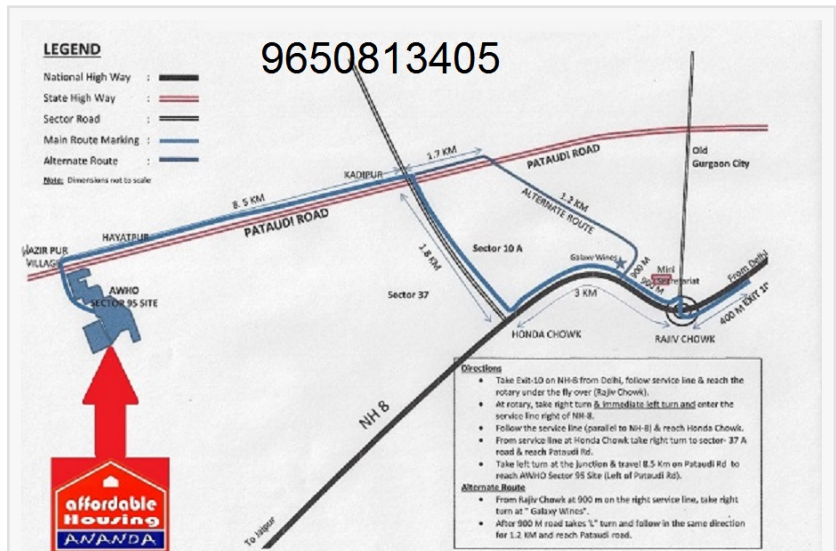 9650813405
LEGEND
National High Way :
State High Way :
Sector Road :
Main Route Marking :
Alternate Route :
Note: Dimensions not to scale
1.7 KM
PATAUDI ROAD
Old
Gurgaon City
KADIPUR
8.5 KM
PATAUDI ROAD
1.2 KM
ALTERNATE ROUTE
HAYATPUR
WAZIR PUR
VILLAGE
1.8 KM
Sector 10 A
Galaxy Wines
900 M
Mini
Secretariat
900 M
From Delhi
AWHO
SECTOR 95 SITE
Sector 37
3 KM
400 M EXIT 10
HONDA CHOWK
RAJIV CHOWK
NH 8
To Jaipur
Directions
• Take Exit-10 on NH-8 from Delhi, follow service line & reach the
rotary under the fly over (Rajiv Chowk).
• At rotary, take right turn & immediate left turn and enter the
service line right of NH-8.
• Follow the service line (parallel to NH-8) & reach Honda Chowk.
• From service line at Honda Chowk take right turn to sector- 37 A
road & reach Pataudi Rd.
• Take left turn at the junction & travel 8.5 Km on Pataudi Rd to
reach AWHO Sector 95 Site (Left of Pataudi Rd).
Alternate Route
• From Rajiv Chowk at 900 m on the right service line, take right
turn at " Galaxy Wines".
• After 900 M road takes 'L" turn and follow in the same direction
for 1.2 KM and reach Pataudi road.
affordable
Housing
ANANDA